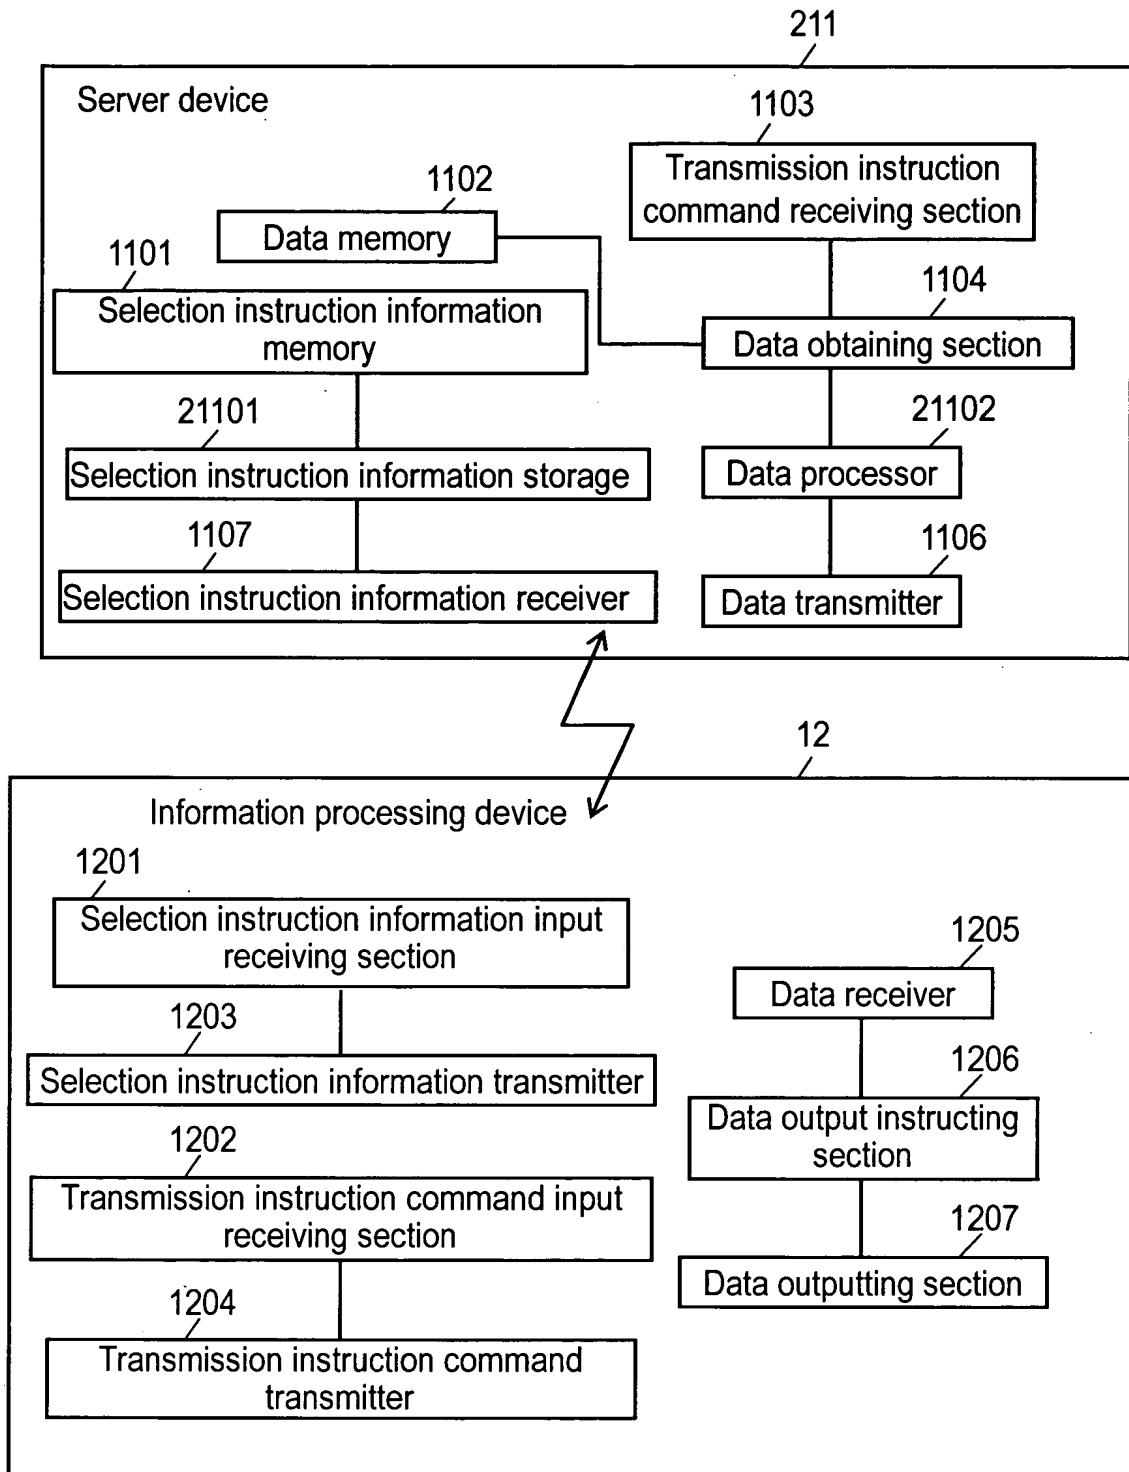 211
Server device
1103
Transmission instruction
command receiving section
1102
Data memory
1101
Selection instruction information
memory
1104
Data obtaining section
21101
Selection instruction information storage
21102
Data processor
1107
Selection instruction information receiver
1106
Data transmitter
12
Information processing device
1201
Selection instruction information input
receiving section
1205
Data receiver
1203
Selection instruction information transmitter
1206
Data output instructing
section
1202
Transmission instruction command input
receiving section
1207
Data outputting section
1204
Transmission instruction command
transmitter